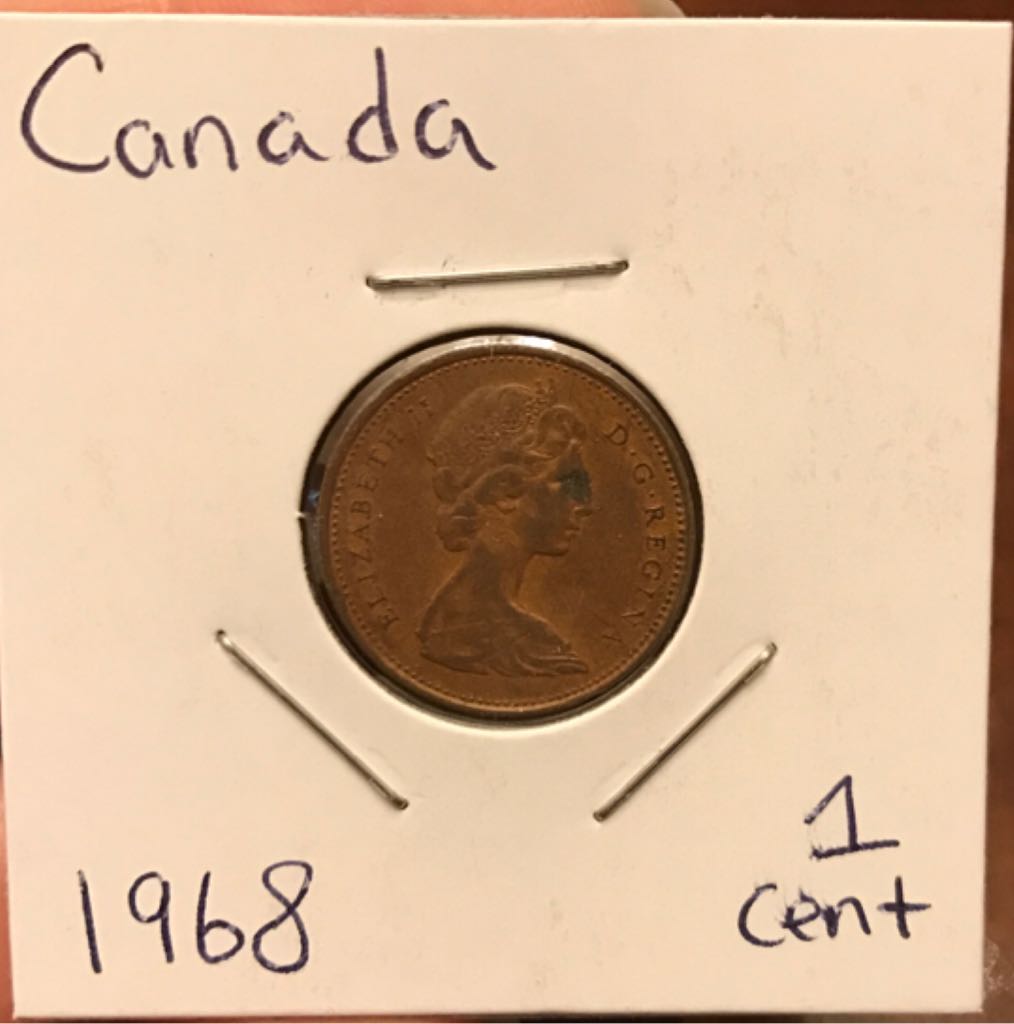 Canada
ELIZABETH II D·G·REGINA
1968
1
cent